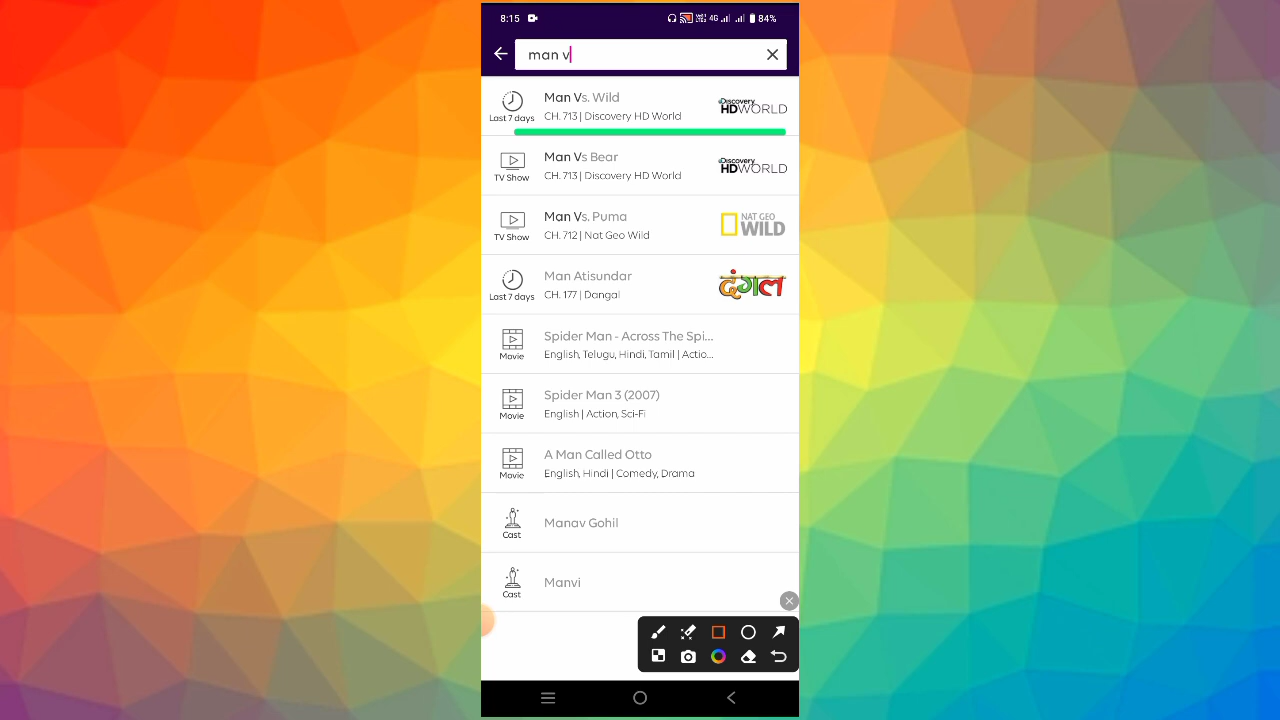 8:15 4G 84%
man v
Last 7 days
Man Vs. Wild
CH. 713 | Discovery HD World
Discovery
HDWORLD
TV Show
Man Vs Bear
CH. 713 | Discovery HD World
Discovery
HDWORLD
TV Show
Man Vs. Puma
CH. 712 | Nat Geo Wild
NAT GEO
WILD
Last 7 days
Man Atisundar
CH. 177 | Dangal
दंगल
Movie
Spider Man - Across The Spi...
English, Telugu, Hindi, Tamil | Actio...
Movie
Spider Man 3 (2007)
English | Action, Sci-Fi
Movie
A Man Called Otto
English, Hindi | Comedy, Drama
Cast
Manav Gohil
Cast
Manvi